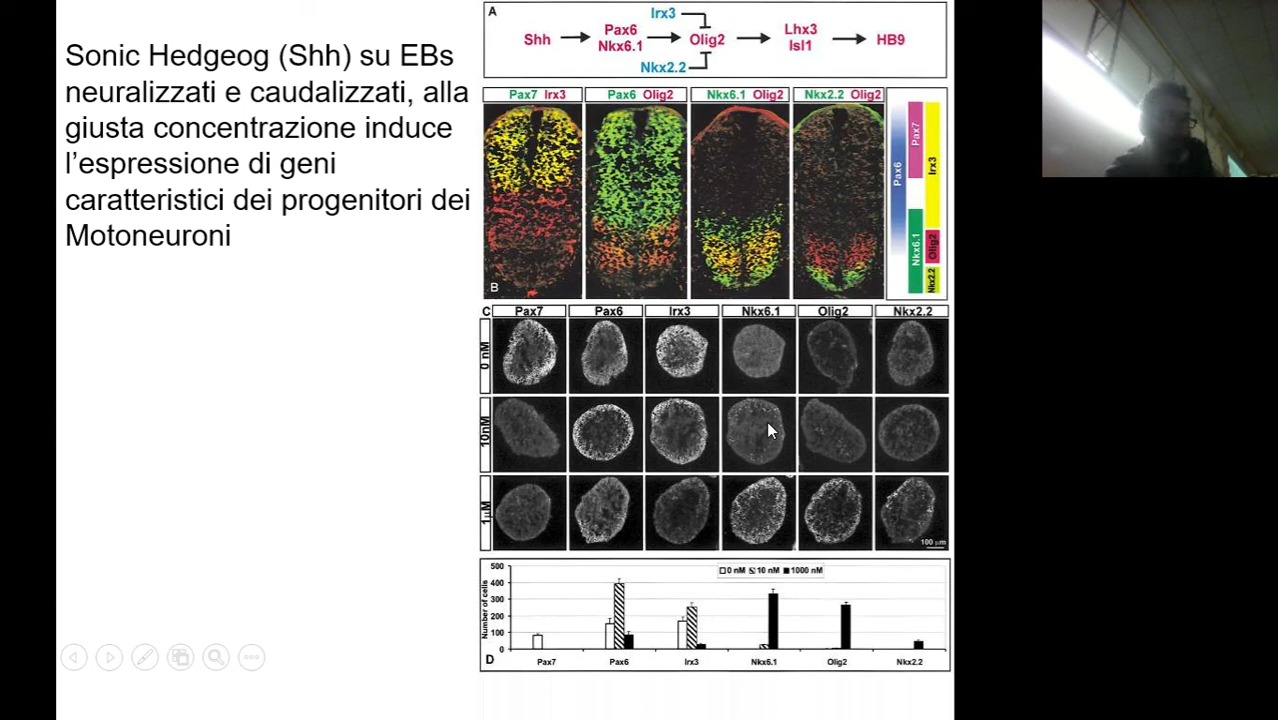 Sonic Hedgeog (Shh) su EBs
neuralizzati e caudalizzati, alla
giusta concentrazione induce
l’espressione di geni
caratteristici dei progenitori dei
Motoneuroni
A
Irx3
Shh
Pax6
Nkx6.1
Olig2
Nkx2.2
Lhx3
Isl1
HB9
Pax7 Irx3
Pax6 Olig2
Nkx6.1 Olig2
Nkx2.2 Olig2
B
Pax6
Pax7
Nkx6.1
Irx3
Olig2
Nkx2.2
C
Pax7
Pax6
Irx3
Nkx6.1
Olig2
Nkx2.2
0 nM
10nM
1µM
100 µm
0 nM 10 nM 1000 nM
Number of cells
500
400
300
200
100
0
Pax7
Pax6
Irx3
Nkx6.1
Olig2
Nkx2.2
D